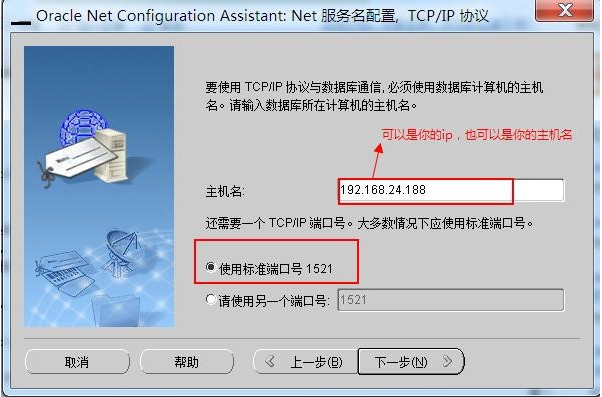 Oracle Net Configuration Assistant: Net 服务名配置, TCP/IP 协议
要使用 TCP/IP 协议与数据库通信, 必须使用数据库计算机的主机
名。请输入数据库所在计算机的主机名。
可以是你的ip，也可以是你的主机名
主机名:
192.168.24.188
还需要一个 TCP/IP 端口号。大多数情况下应使用标准端口号。
使用标准端口号 1521
请使用另一个端口号:
1521
取消
帮助
上一步(B)
下一步(N)